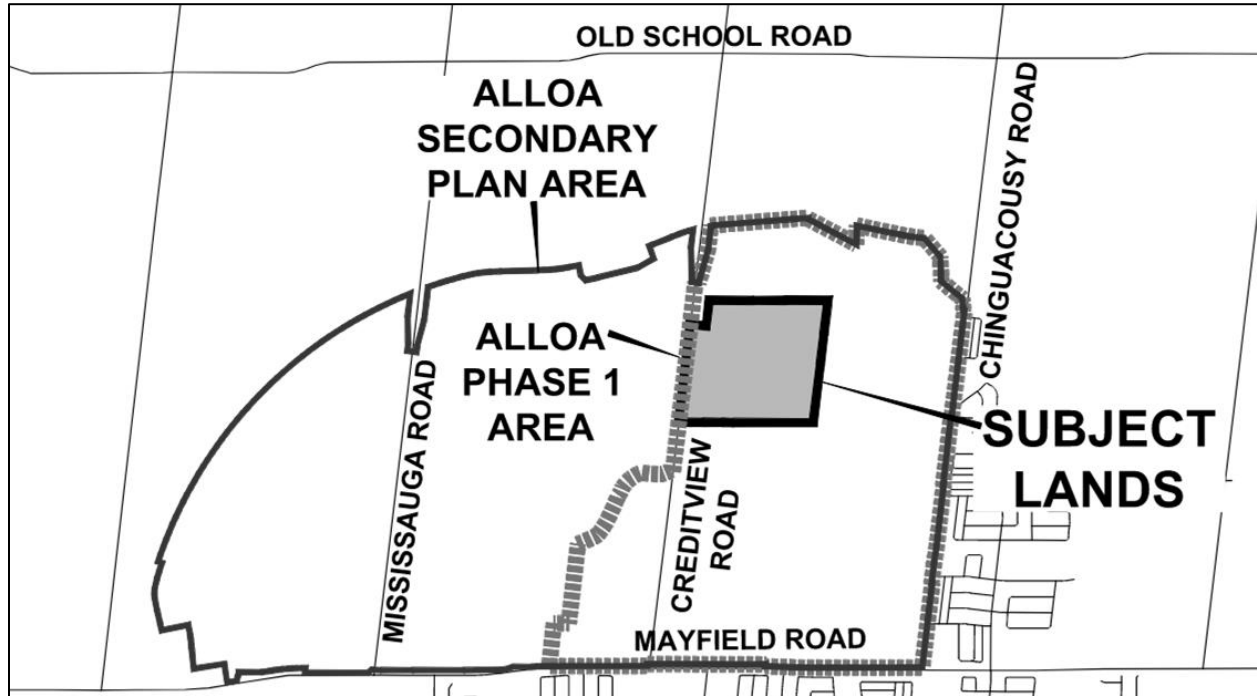 OLD SCHOOL ROAD
ALLOA
SECONDARY
PLAN AREA
CHINGUACOUSY ROAD
ALLOA
PHASE 1
AREA
MISSISSAUGA ROAD
SUBJECT
LANDS
CREDITVIEW
ROAD
MAYFIELD ROAD